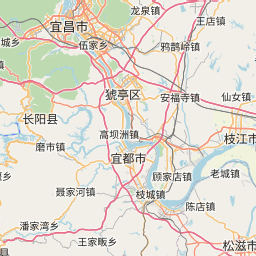 龙泉镇
宜昌市
王店镇
城乡
伍家乡
鸦鹊岭镇
猇亭区
安福寺镇
仙女镇
长阳县
高坝洲镇
枝江市
磨市镇
宜都市
聂家河镇
顾家店镇
老城镇
枝城镇
陈店镇
潘家湾乡
王家畈乡
松滋市